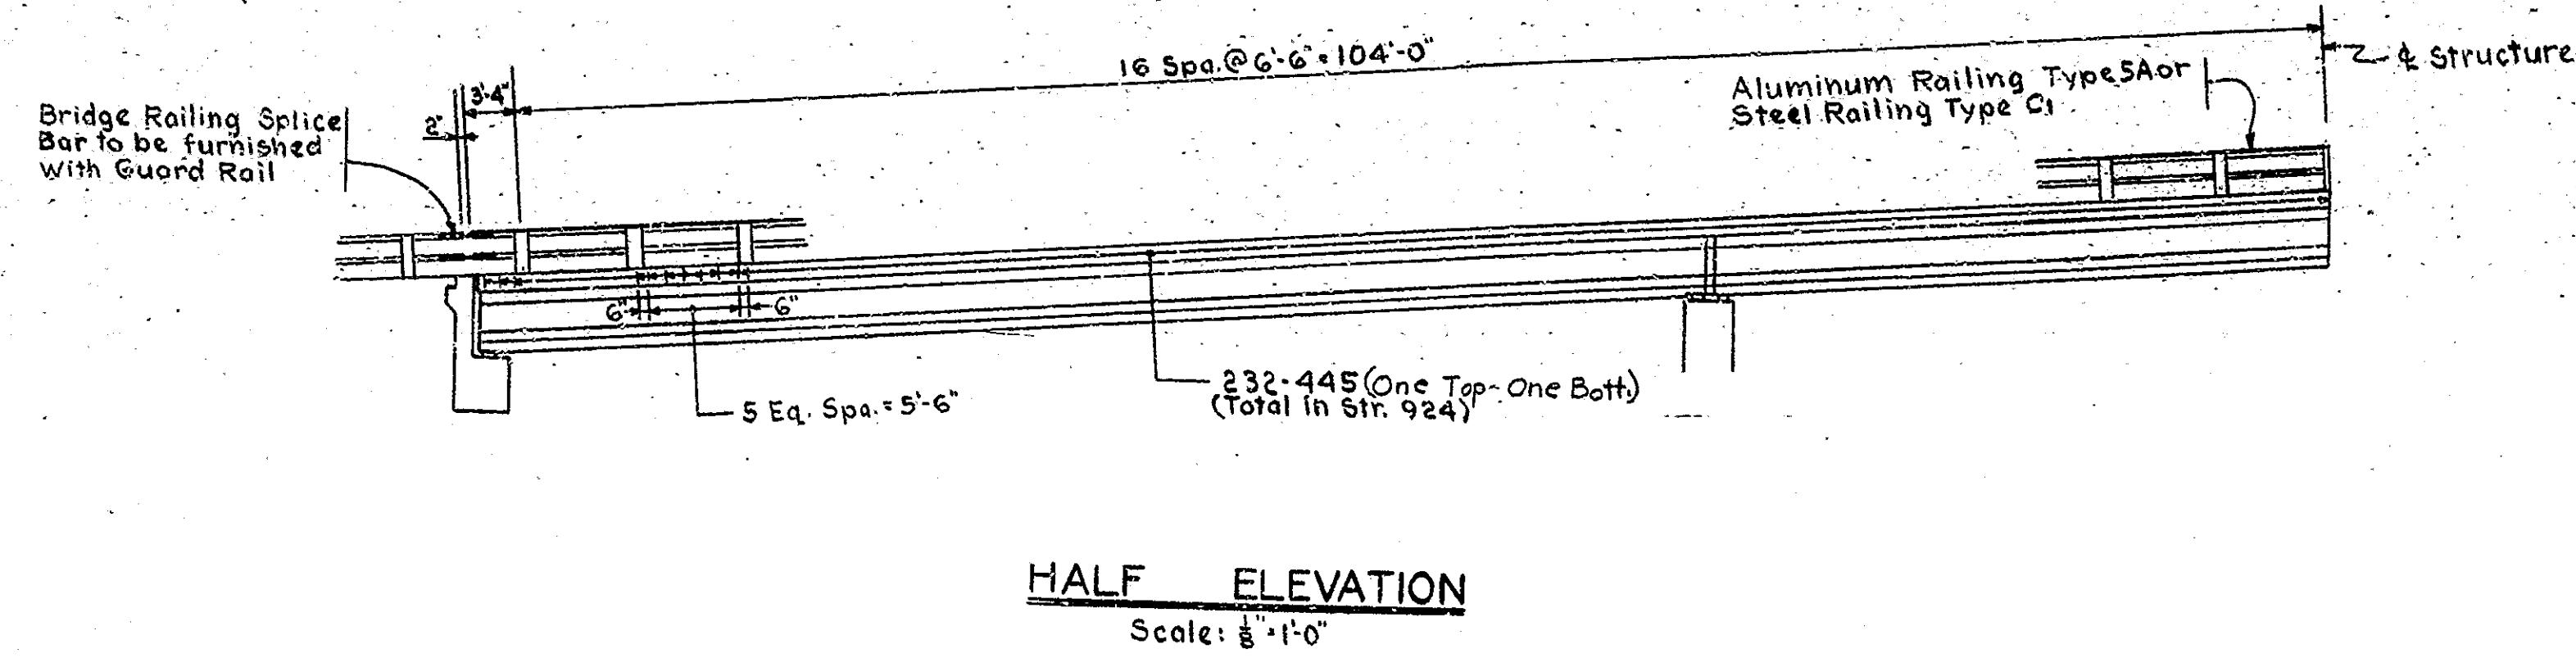 16 Spa.@ 6'-6" = 104'-0"
℄ Structure
3'-4"
2"
Bridge Railing Splice
Bar to be furnished
With Guard Rail
Aluminum Railing Type 5A or
Steel Railing Type C1
6"
6"
5 Eq. Spa. = 5'-6"
232-445 (One Top-One Bott.)
(Total in Str. 924)
HALF ELEVATION
Scale: 1/8" = 1'-0"